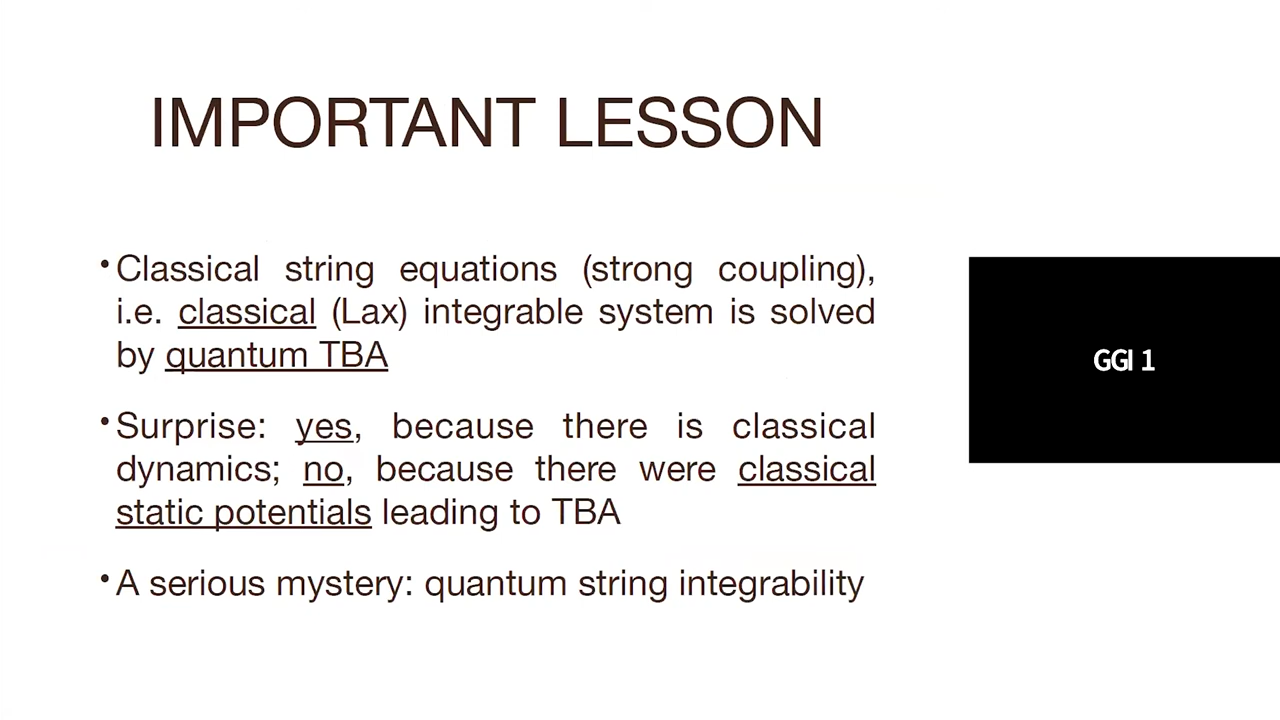 IMPORTANT LESSON
• Classical string equations (strong coupling),
i.e. classical (Lax) integrable system is solved
by quantum TBA
• Surprise: yes, because there is classical
dynamics; no, because there were classical
static potentials leading to TBA
• A serious mystery: quantum string integrability
GGI 1